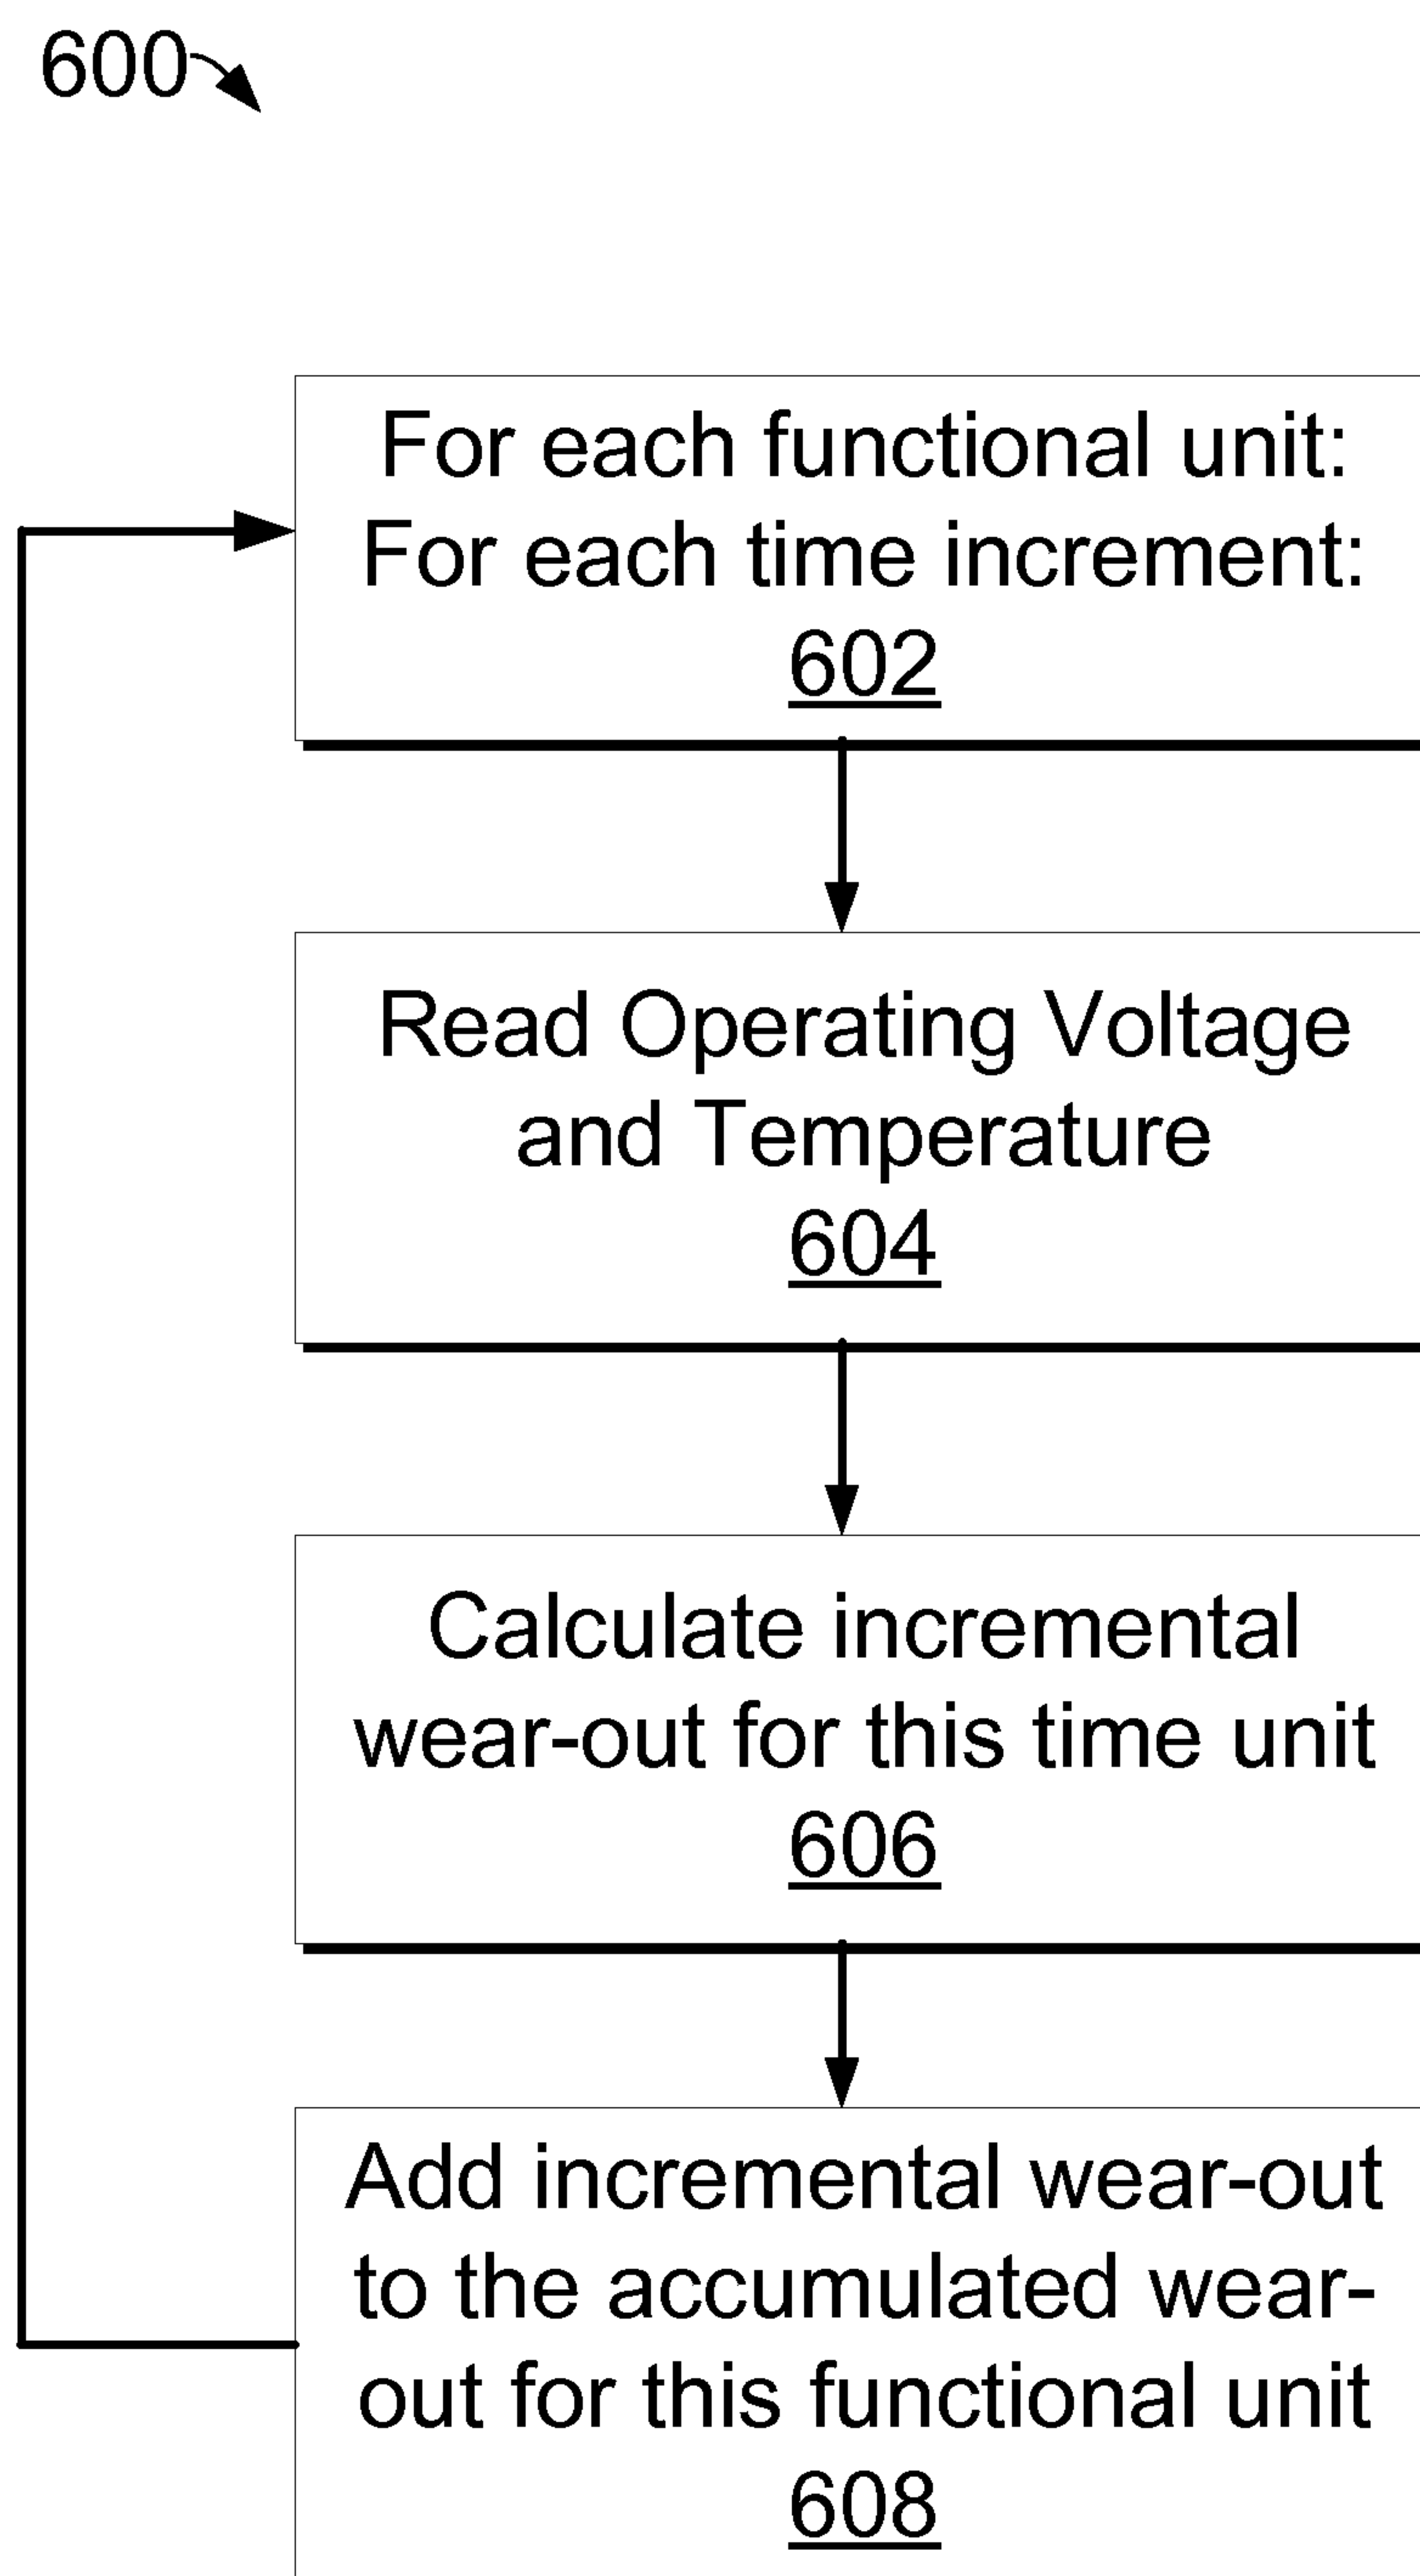 600
For each functional unit:
For each time increment:
602
Read Operating Voltage
and Temperature
604
Calculate incremental
wear-out for this time unit
606
Add incremental wear-out
to the accumulated wear-
out for this functional unit
608